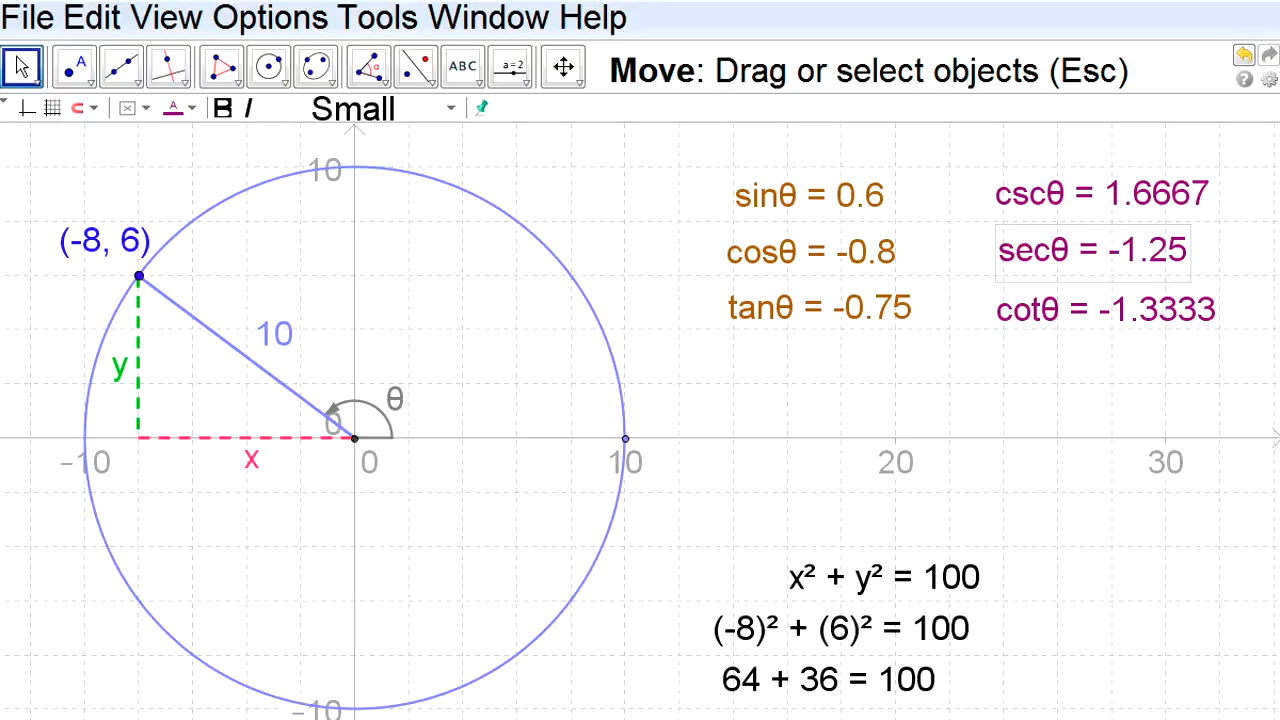 File Edit View Options Tools Window Help
A
α
ABC
a=2
Move: Drag or select objects (Esc)
A
B I
Small
10
(-8, 6)
10
y
θ
0
x
-10
0
10
20
30
-10
sinθ = 0.6
cscθ = 1.6667
cosθ = -0.8
secθ = -1.25
tanθ = -0.75
cotθ = -1.3333
x² + y² = 100
(-8)² + (6)² = 100
64 + 36 = 100